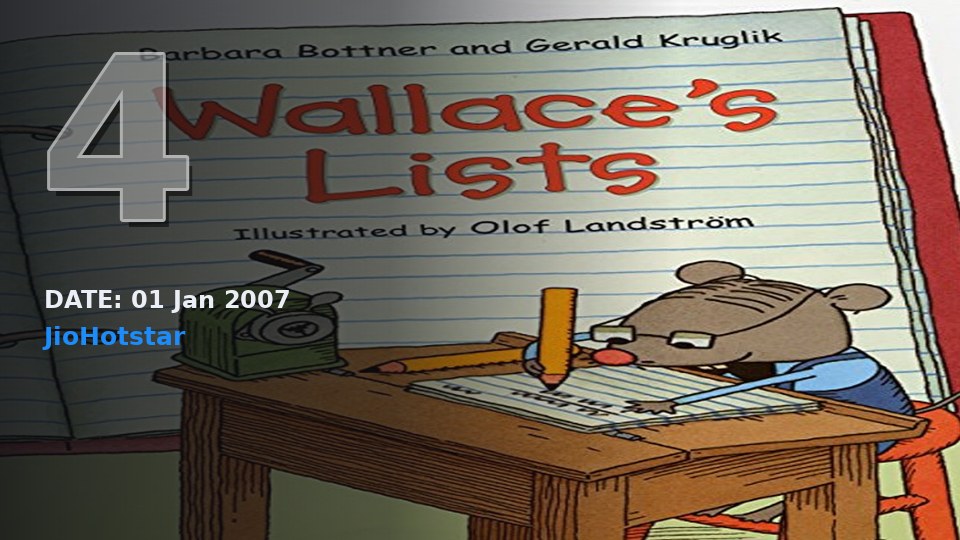 Barbara Bottner and Gerald Kruglik
4
Wallace's
Lists
Illustrated by Olof Landström
DATE: 01 Jan 2007
JioHotstar